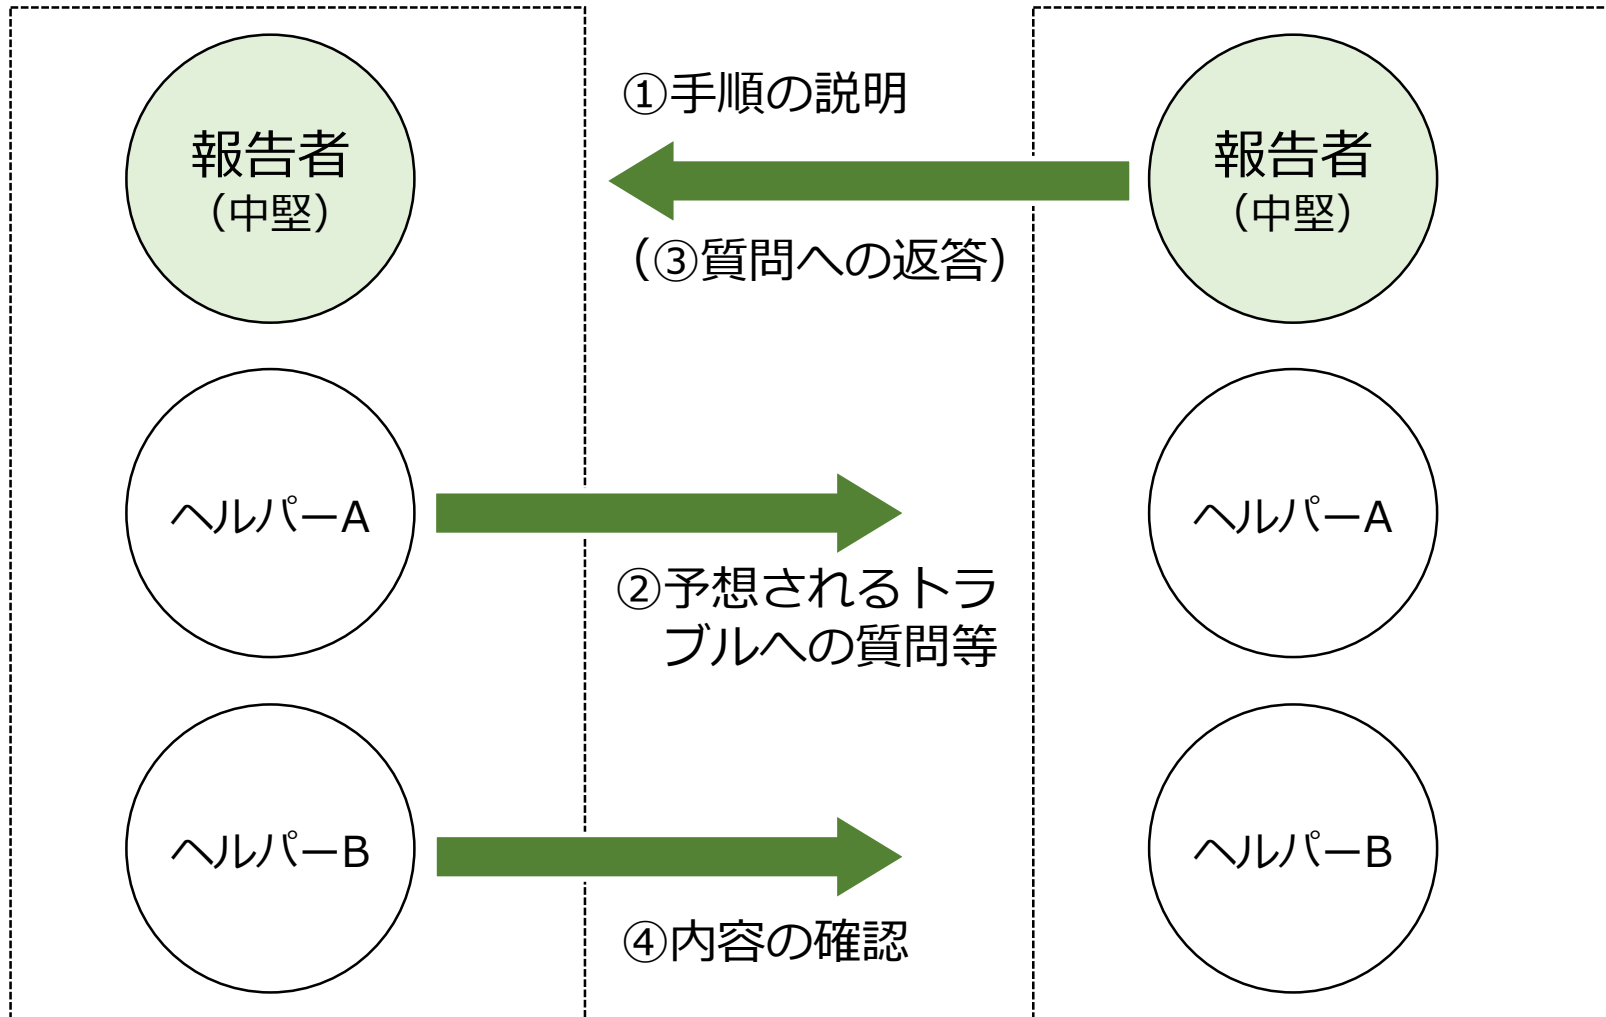 報告者
（中堅）
ヘルパーA
ヘルパーB
①手順の説明
（③質問への返答）
②予想されるトラ
ブルへの質問等
④内容の確認
報告者
（中堅）
ヘルパーA
ヘルパーB